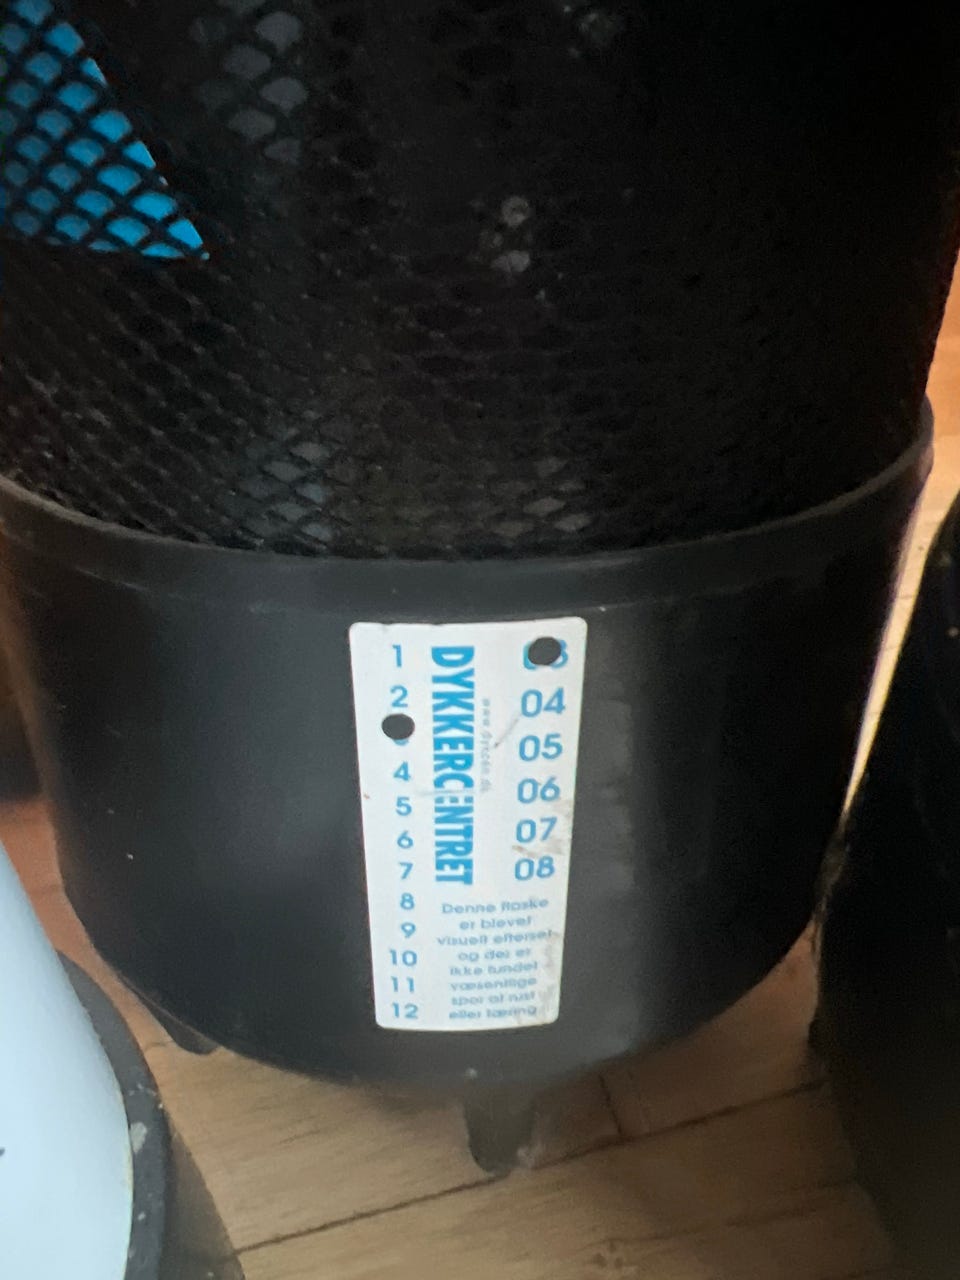 1
2
4
5
6
7
8
9
10
11
12
DYKKERCENTRET
03
04
05
06
07
08
Denne flaske
er blevet
visuelt efterset
og der er
ikke fundet
væsentlige
spor af rust
eller tæring